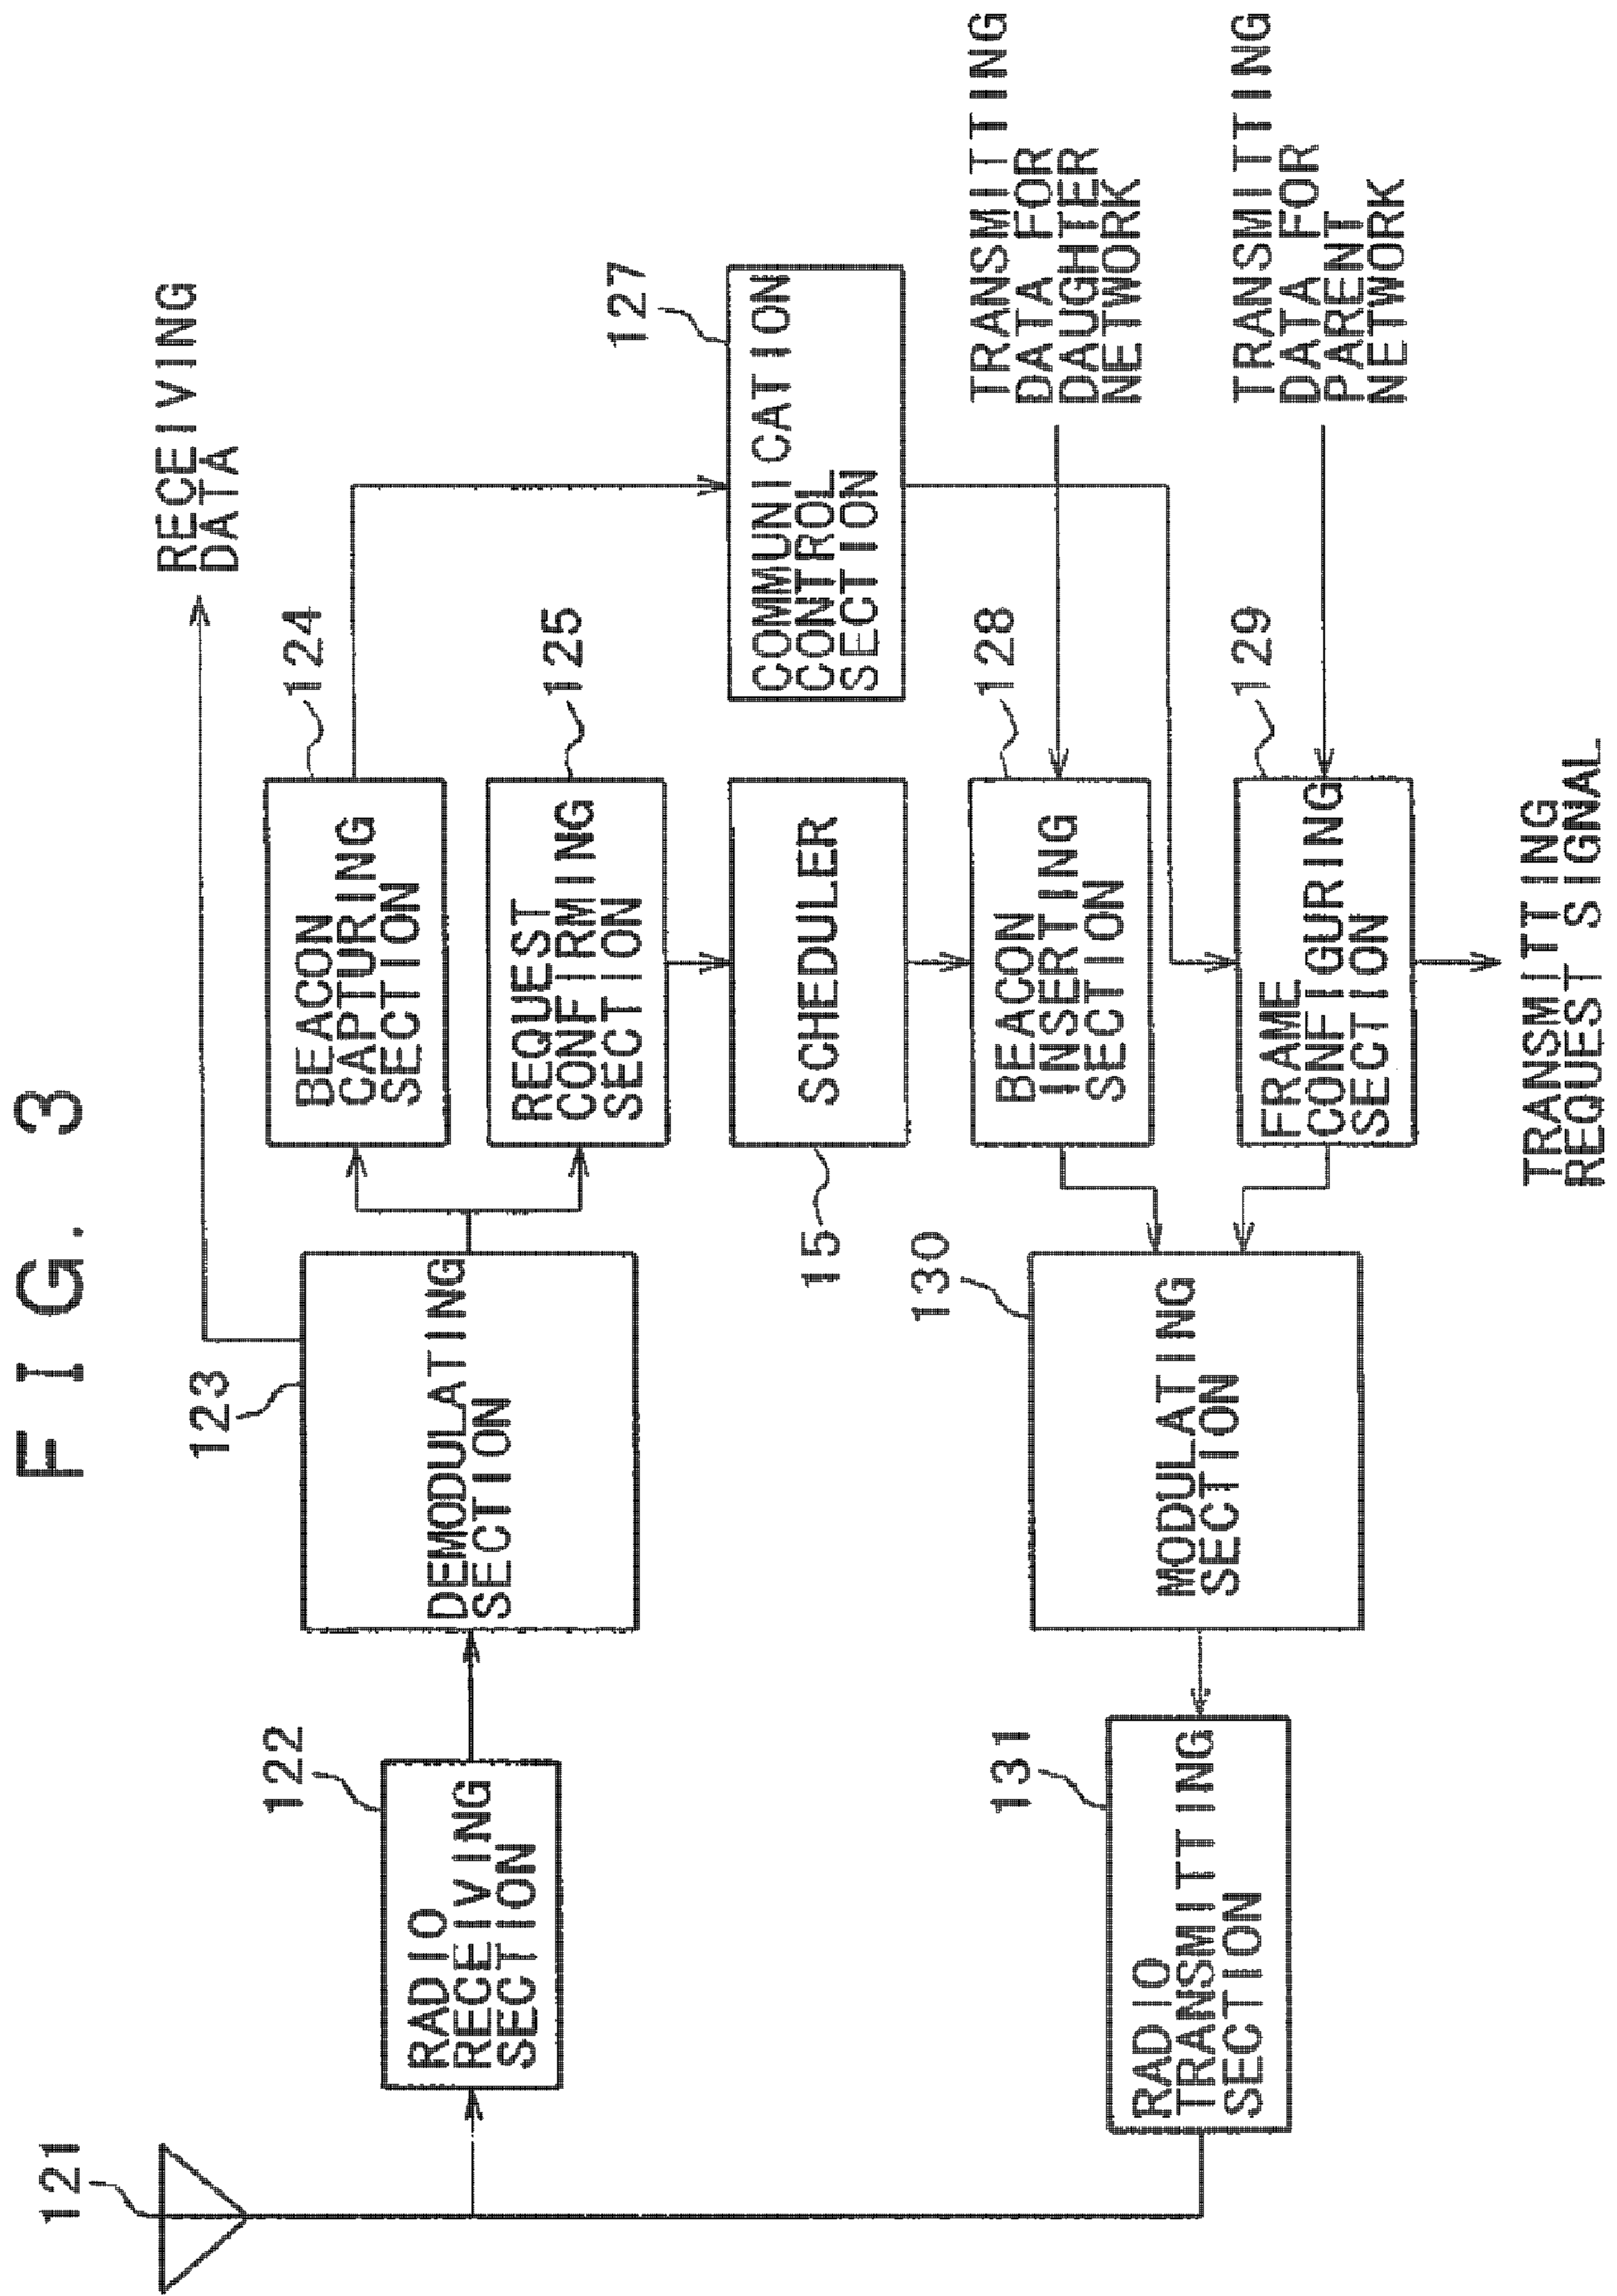 FIG. 3
121
RADIO
RECEIVING
SECTION
122
DEMODULATING
SECTION
123
RECEIVING
DATA
BEACON
CAPTURING
SECTION
124
REQUEST
CONFIRMING
SECTION
125
COMMUNICATION
CONTROL
SECTION
127
SCHEDULER
15
BEACON
INSERTING
SECTION
128
TRANSMITTING
DATA FOR
DAUGHTER
NETWORK
FRAME
CONFIGURING
SECTION
129
TRANSMITTING
DATA FOR
PARENT
NETWORK
MODULATING
SECTION
130
RADIO
TRANSMITTING
SECTION
131
TRANSMITTING
REQUEST SIGNAL